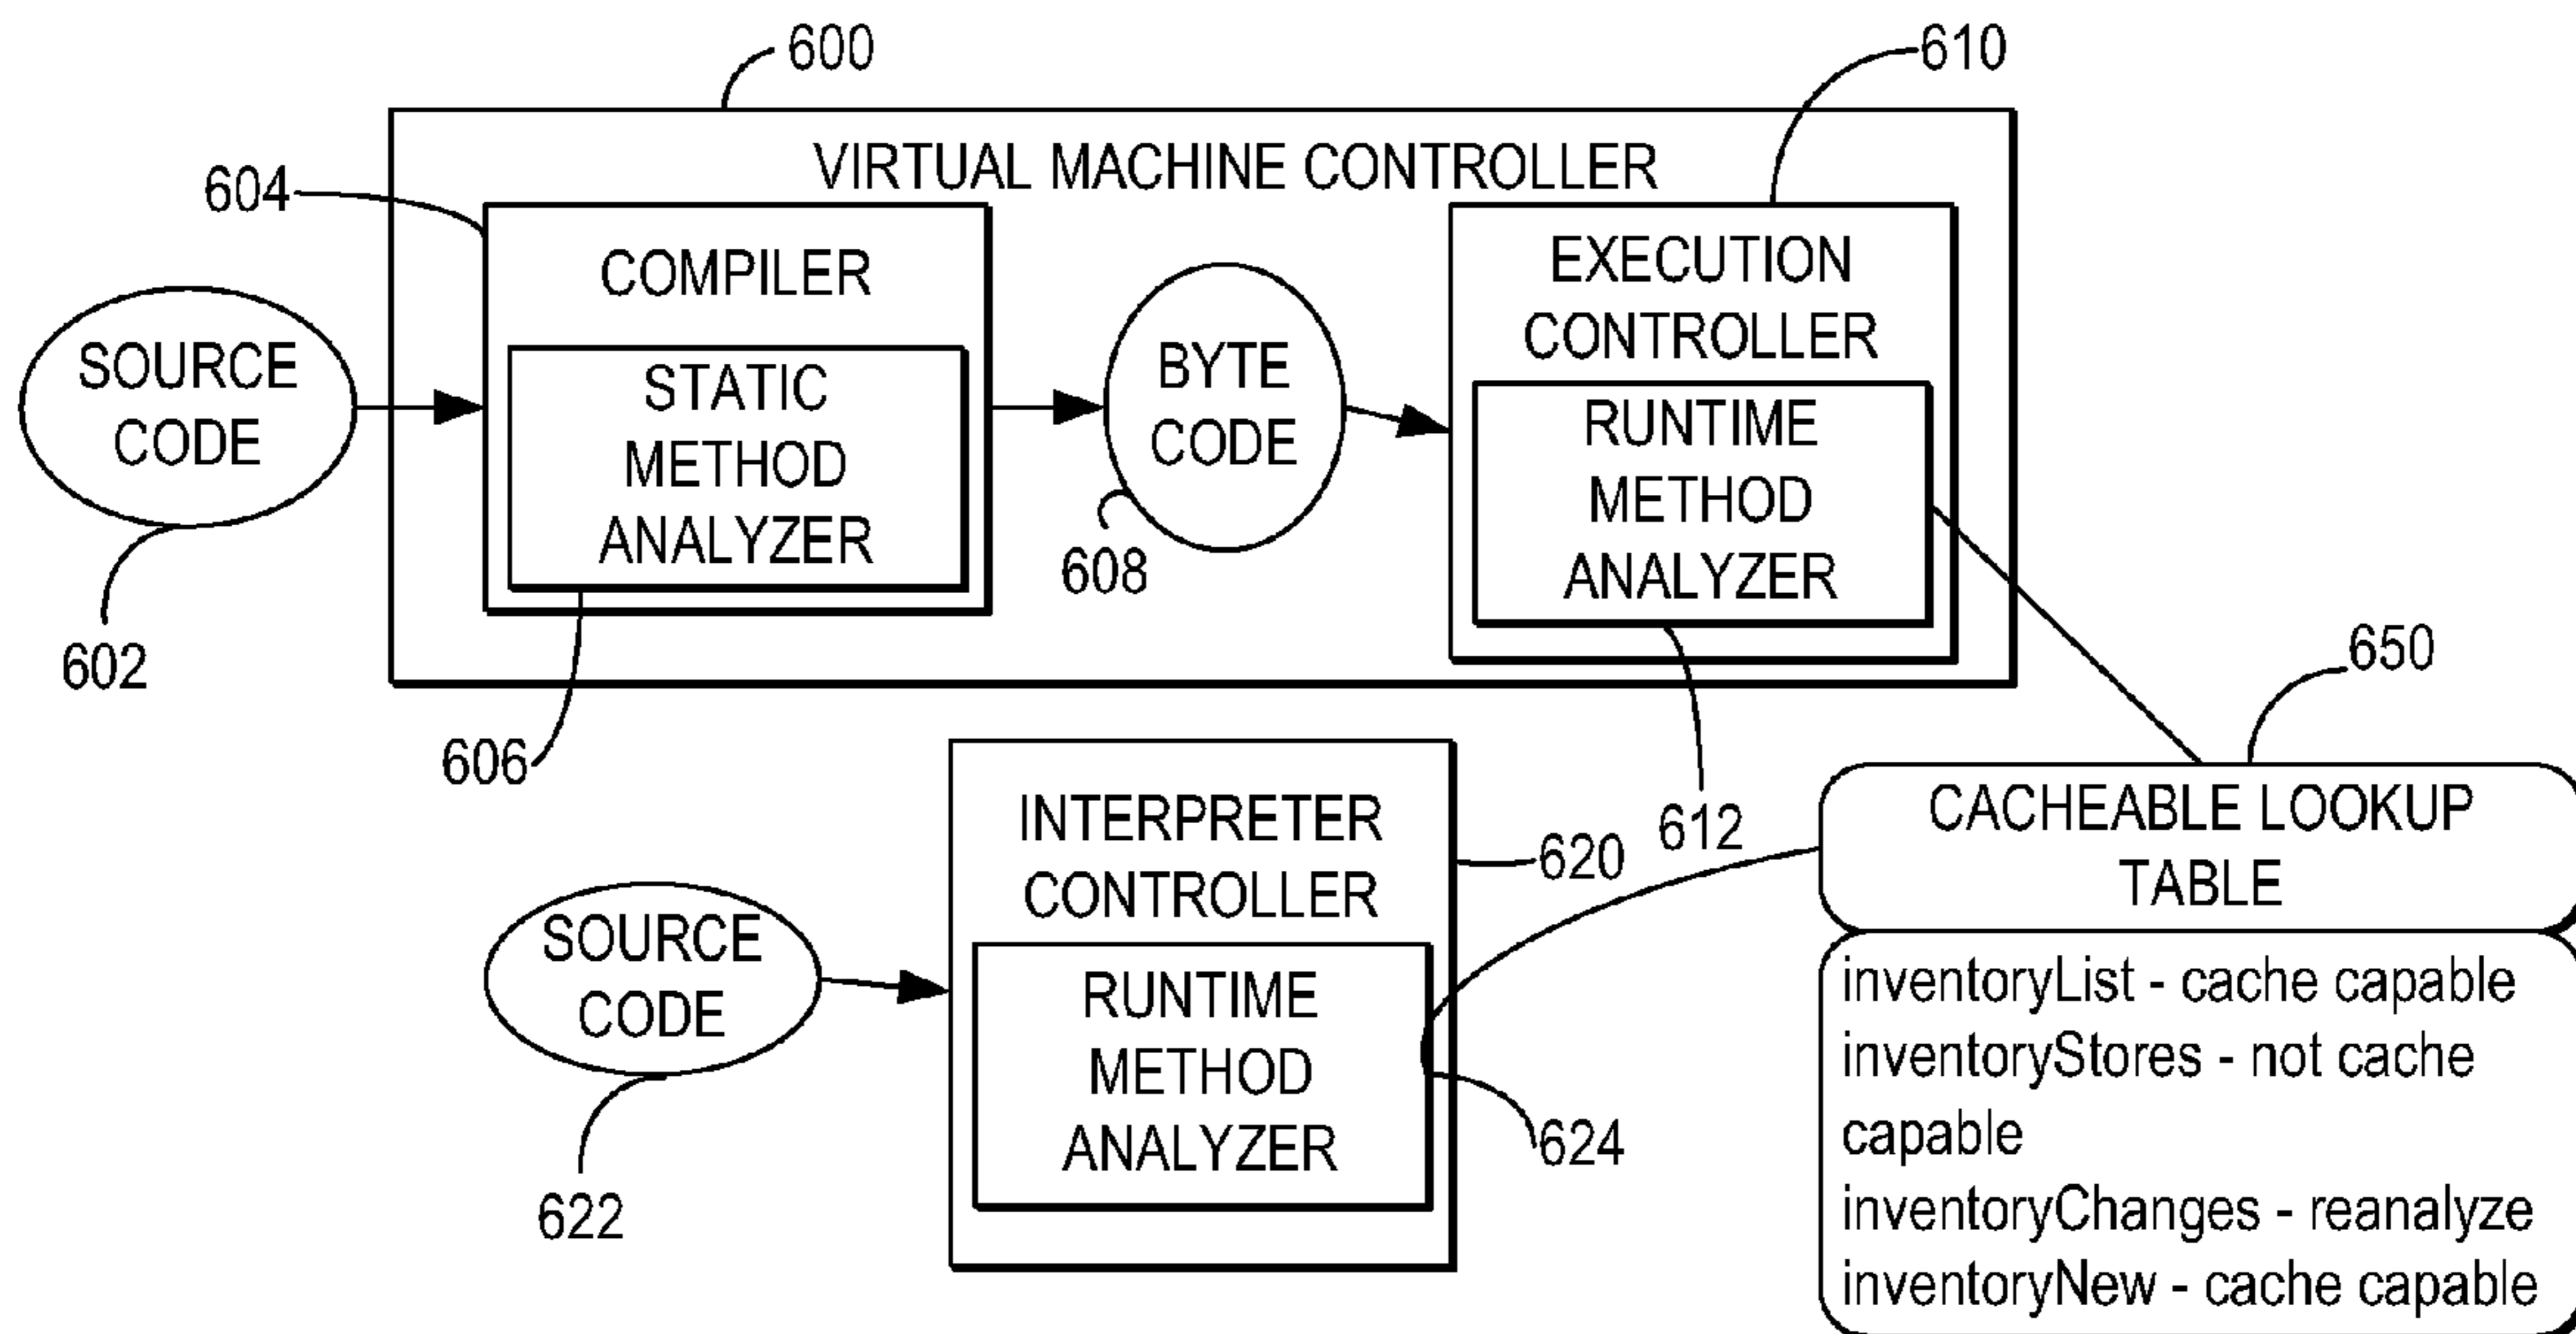 600
610
VIRTUAL MACHINE CONTROLLER
604
COMPILER
STATIC
METHOD
ANALYZER
SOURCE
CODE
BYTE
CODE
EXECUTION
CONTROLLER
RUNTIME
METHOD
ANALYZER
608
602
606
612
650
INTERPRETER
CONTROLLER
RUNTIME
METHOD
ANALYZER
620
SOURCE
CODE
624
622
CACHEABLE LOOKUP
TABLE
inventoryList - cache capable
inventoryStores - not cache
capable
inventoryChanges - reanalyze
inventoryNew - cache capable